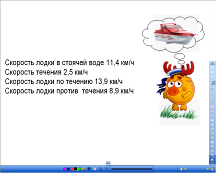 Скорость лодки в стоячей воде 11,4 км/ч
Скорость течения 2,5 км/ч
Скорость лодки по течению 13,9 км/ч
Скорость лодки против течения 8,9 км/ч